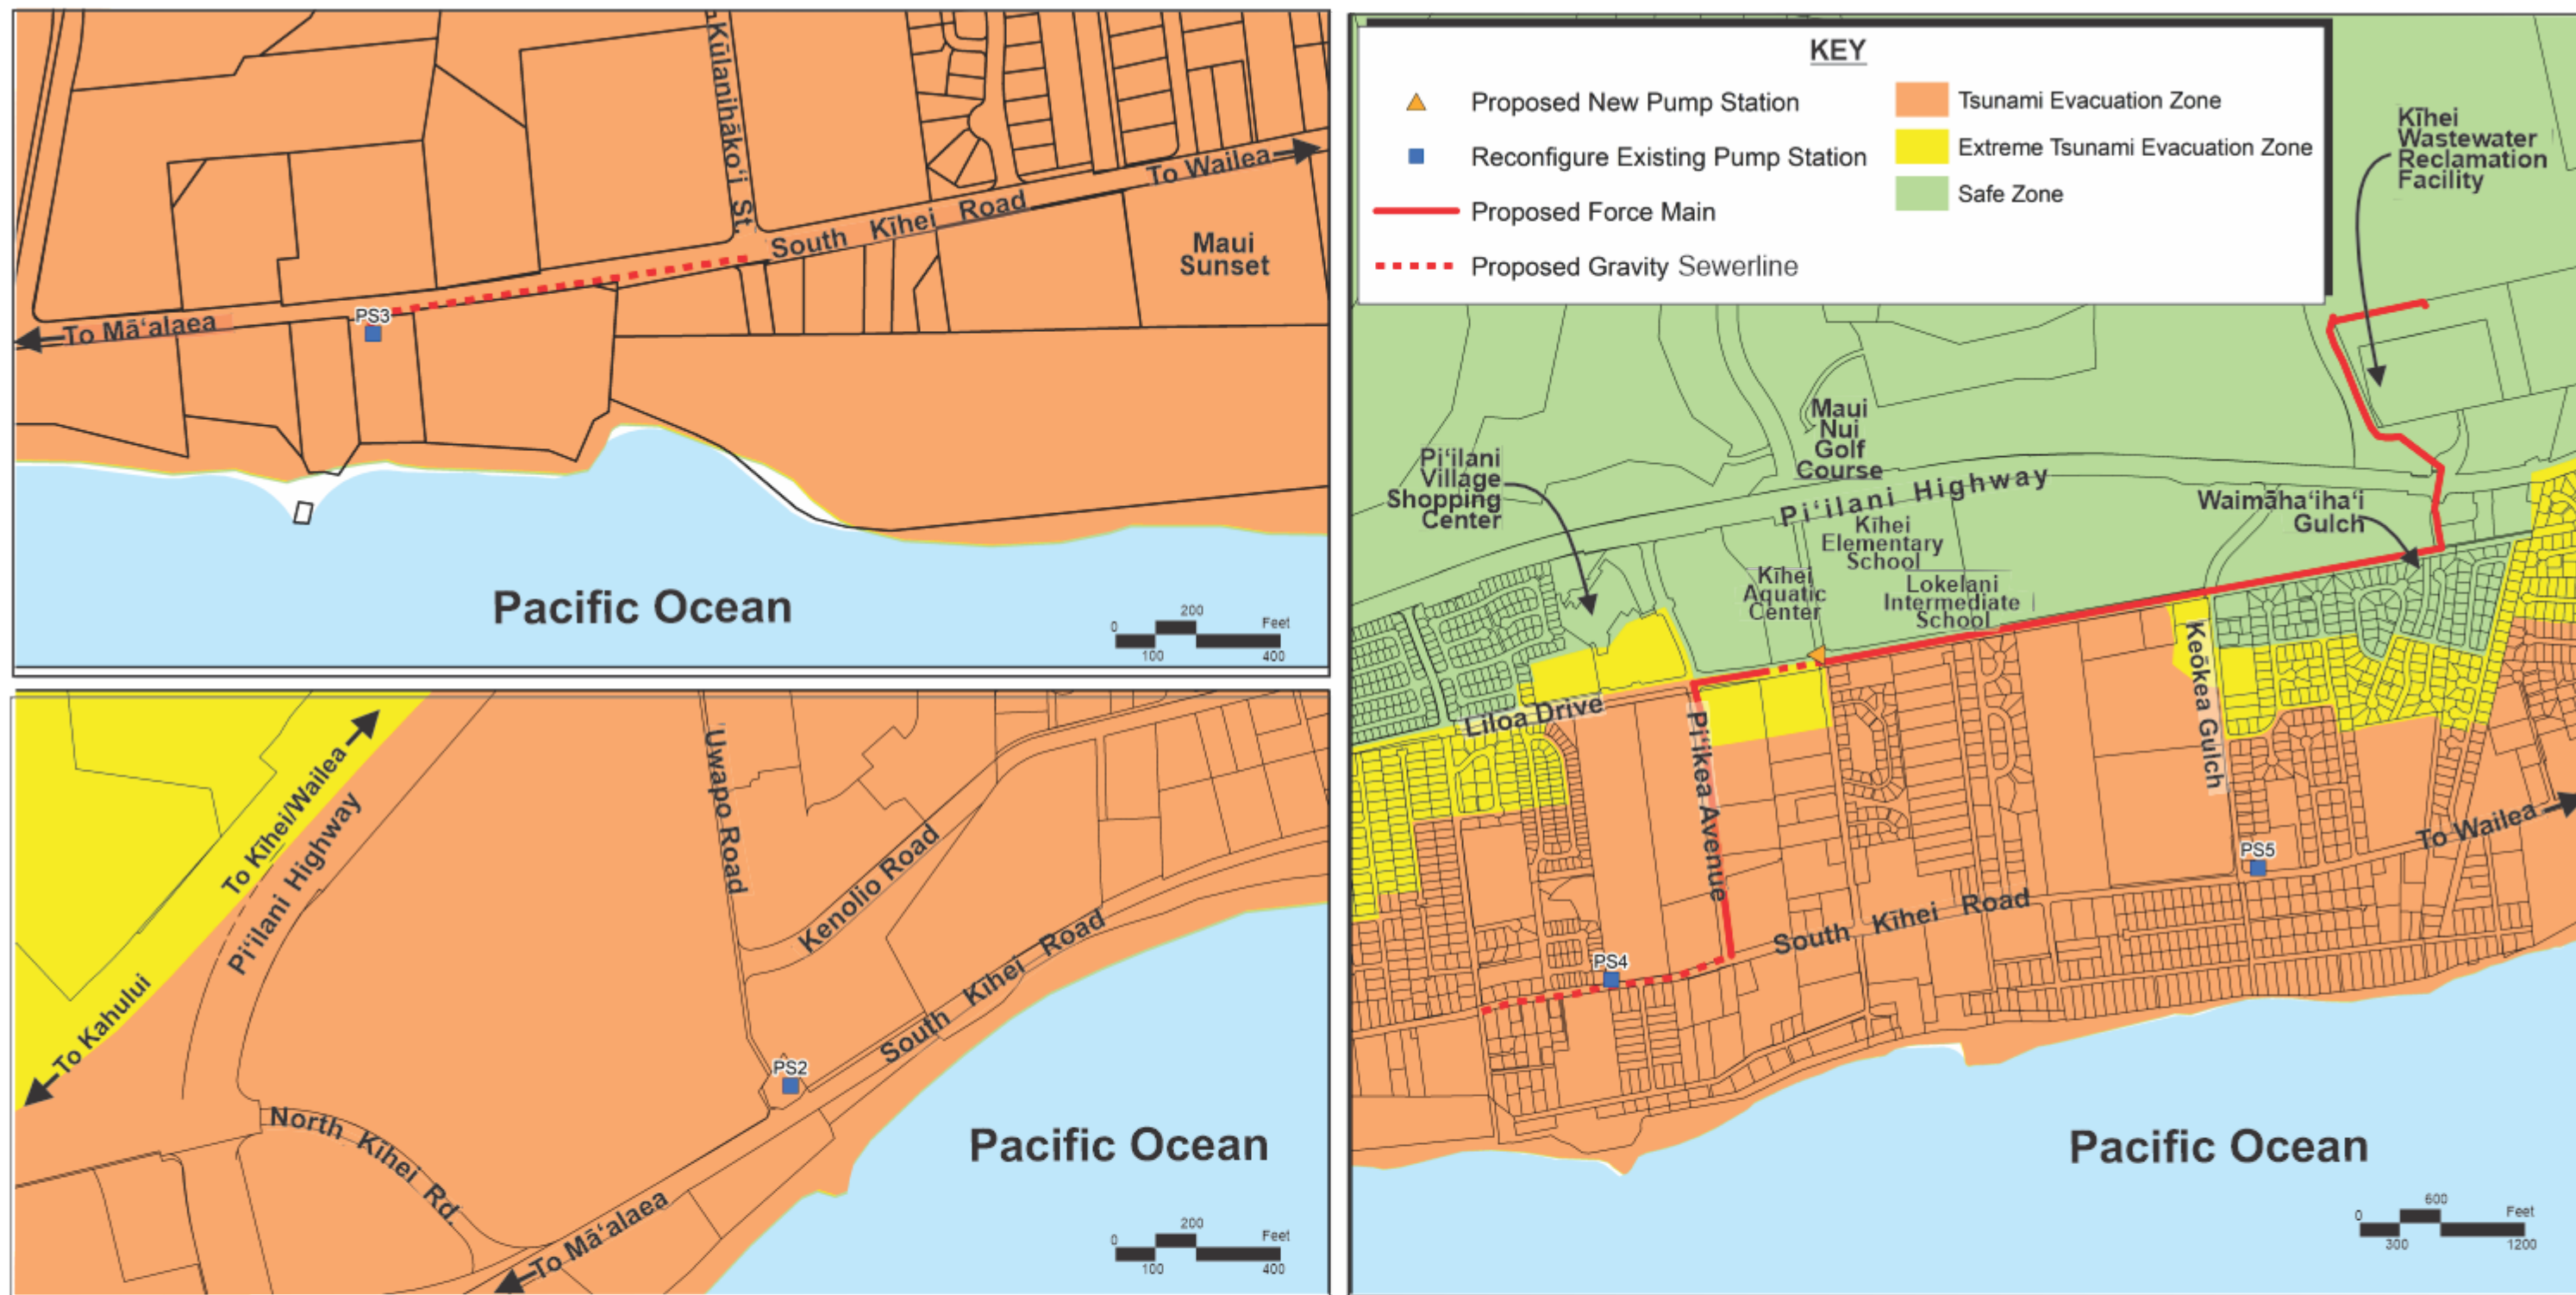 Kūlanihāko‘i St.
To Wailea
South Kīhei Road
Maui
Sunset
PS3
To Mā‘alaea
Pacific Ocean
0 200 Feet
100 400
To Kīhei/Wailea
Pi‘ilani Highway
To Kahului
‘Uwapo Road
Kenolio Road
South Kīhei Road
PS2
North Kīhei Rd.
To Mā‘alaea
Pacific Ocean
0 200 Feet
100 400
KEY
Proposed New Pump Station
Reconfigure Existing Pump Station
Proposed Force Main
Proposed Gravity Sewerline
Tsunami Evacuation Zone
Extreme Tsunami Evacuation Zone
Safe Zone
Kīhei
Wastewater
Reclamation
Facility
Maui
Nui
Golf
Course
Pi‘ilani
Village
Shopping
Center
Pi‘ilani Highway
Kīhei
Elementary
School
Waimāha‘iha‘i
Gulch
Kīhei
Aquatic
Center
Lokelani
Intermediate
School
Liloa Drive
Pi‘ikea Avenue
Keōkea Gulch
To Wailea
PS5
South Kīhei Road
PS4
Pacific Ocean
0 600 Feet
300 1200